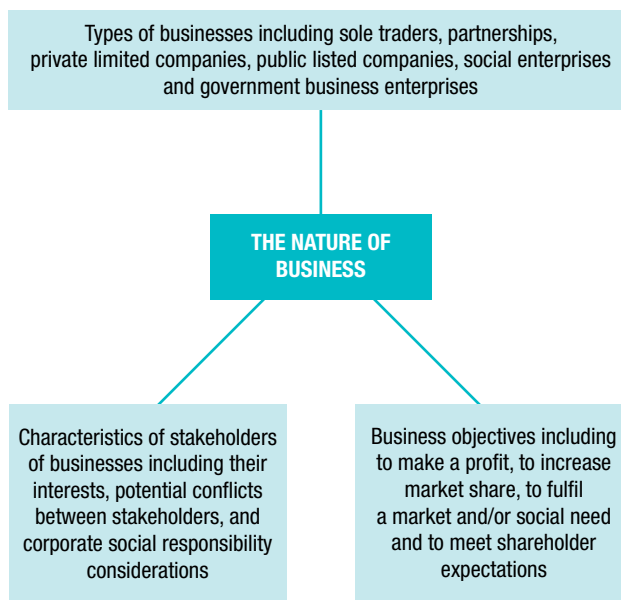 Types of businesses including sole traders, partnerships,
private limited companies, public listed companies, social enterprises
and government business enterprises
THE NATURE OF
BUSINESS
Characteristics of stakeholders
of businesses including their
interests, potential conflicts
between stakeholders, and
corporate social responsibility
considerations
Business objectives including
to make a profit, to increase
market share, to fulfil
a market and/or social need
and to meet shareholder
expectations